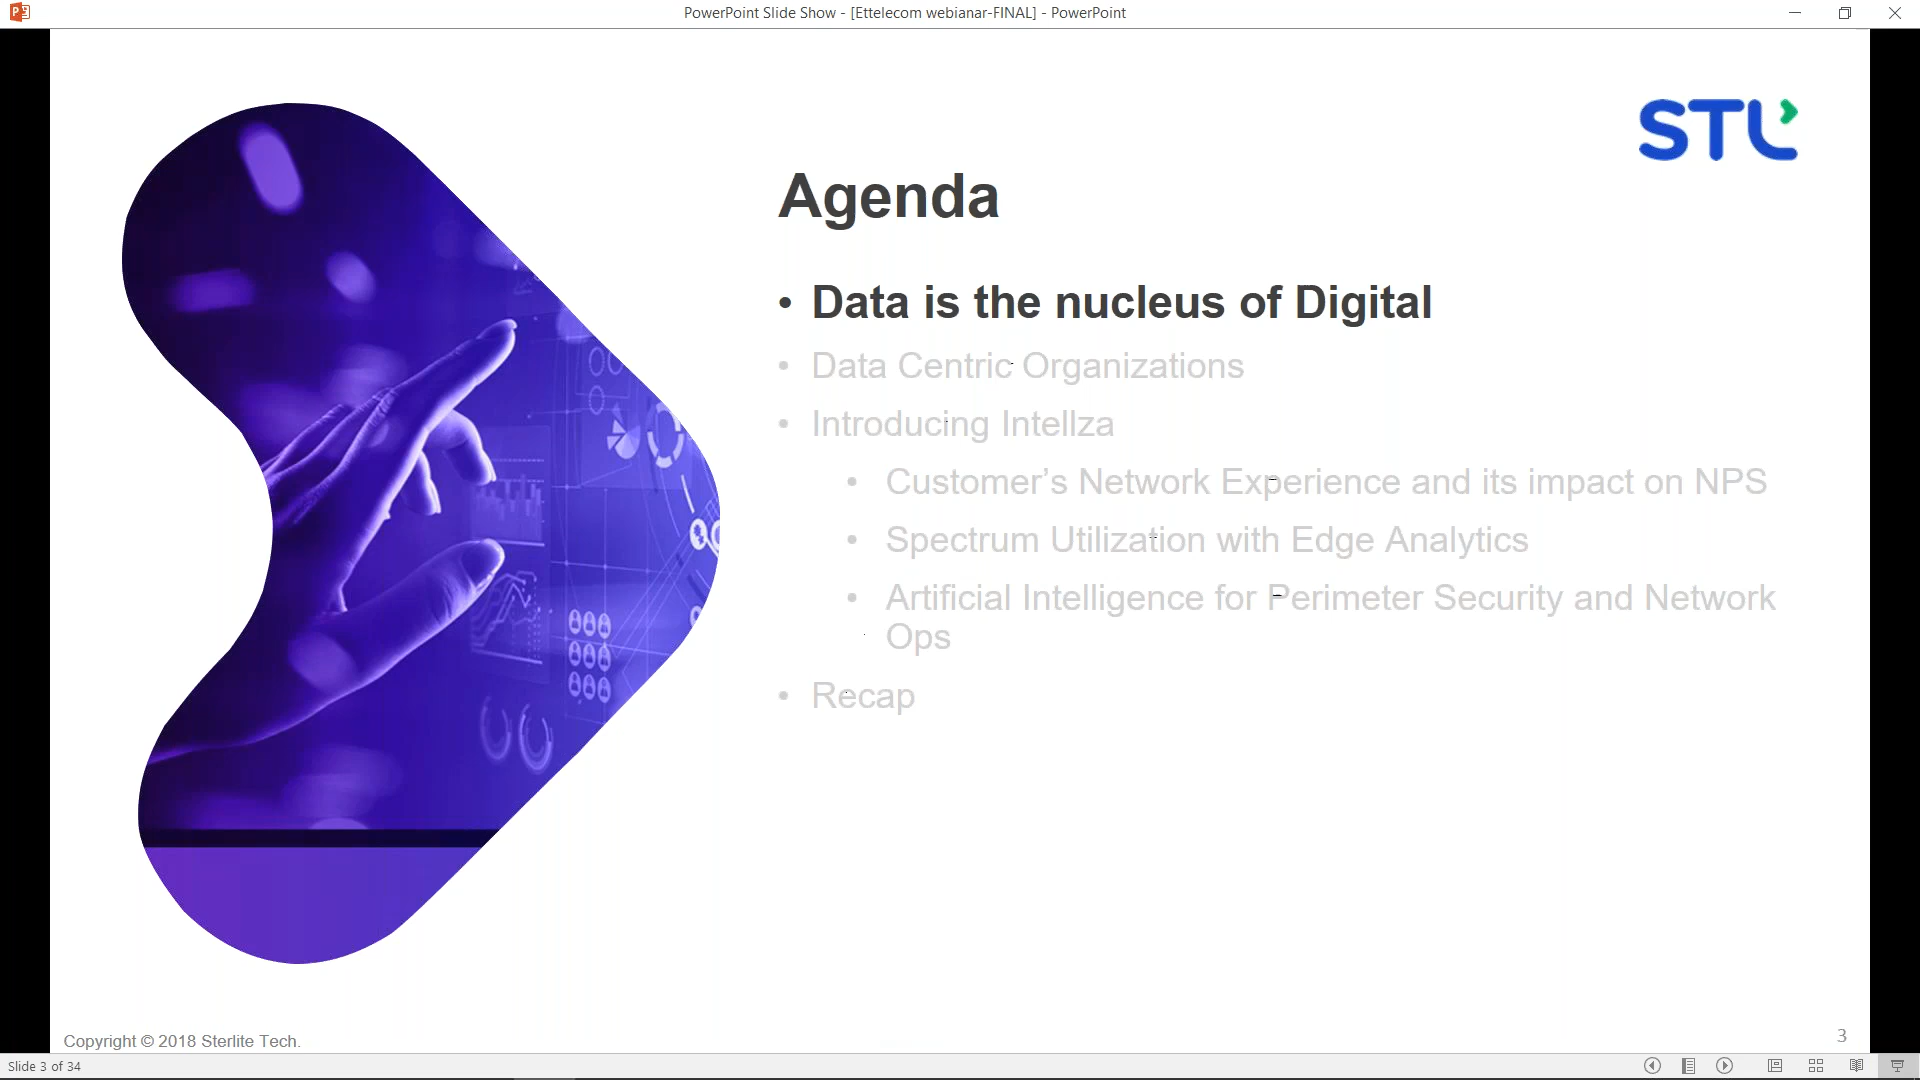 PowerPoint Slide Show - [Ettelecom webianar-FINAL] - PowerPoint
STL
Agenda
• Data is the nucleus of Digital
• Data Centric Organizations
• Introducing Intellza
• Customer’s Network Experience and its impact on NPS
• Spectrum Utilization with Edge Analytics
• Artificial Intelligence for Perimeter Security and Network
Ops
• Recap
Copyright © 2018 Sterlite Tech.
3
Slide 3 of 34